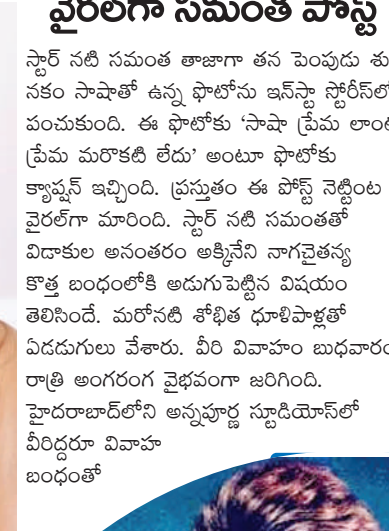 వైరల్‌గా సమంత పోస్ట్
స్టార్ నటి సమంత తాజాగా తన పెంపుడు శు
నకం సాషాతో ఉన్న ఫొటోను ఇన్‌స్టా స్టోరీస్‌లో
పంచుకుంది. ఈ ఫొటోకు ‘సాషా ప్రేమ లాంటి
ప్రేమ మరొకటి లేదు’ అంటూ ఫొటోకు
క్యాప్షన్ ఇచ్చింది. ప్రస్తుతం ఈ పోస్ట్ నెట్టింట
వైరల్‌గా మారింది. స్టార్ నటి సమంతతో
విడాకుల అనంతరం అక్కినేని నాగచైతన్య
కొత్త బంధంలోకి అడుగుపెట్టిన విషయం
తెలిసిందే. మరోనటి శోభిత ధూళిపాళ్లతో
ఏడడుగులు వేశారు. వీరి వివాహం బుధవారం
రాత్రి అంగరంగ వైభవంగా జరిగింది.
హైదరాబాద్‌లోని అన్నపూర్ణ స్టూడియోస్‌లో
వీరిద్దరూ వివాహ
బంధంతో